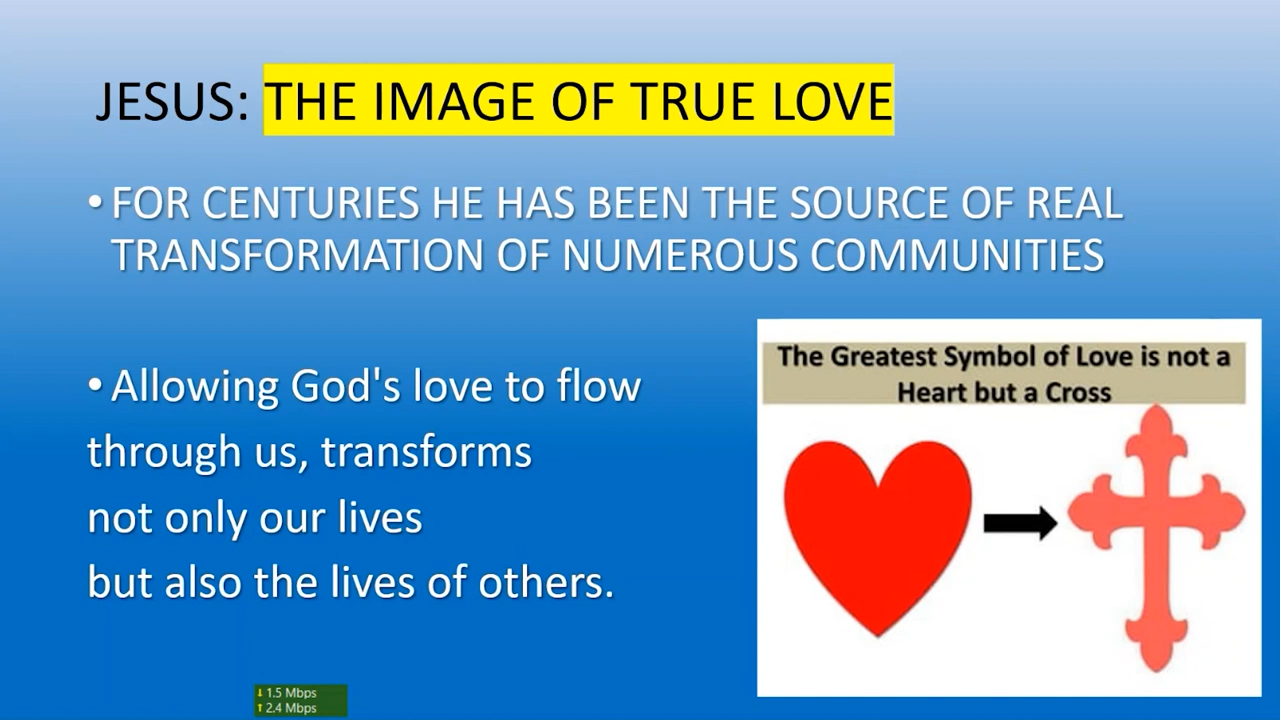 JESUS: THE IMAGE OF TRUE LOVE
• FOR CENTURIES HE HAS BEEN THE SOURCE OF REAL
TRANSFORMATION OF NUMEROUS COMMUNITIES
• Allowing God's love to flow
through us, transforms
not only our lives
but also the lives of others.
The Greatest Symbol of Love is not a
Heart but a Cross
↓ 1.5 Mbps
↑ 2.4 Mbps